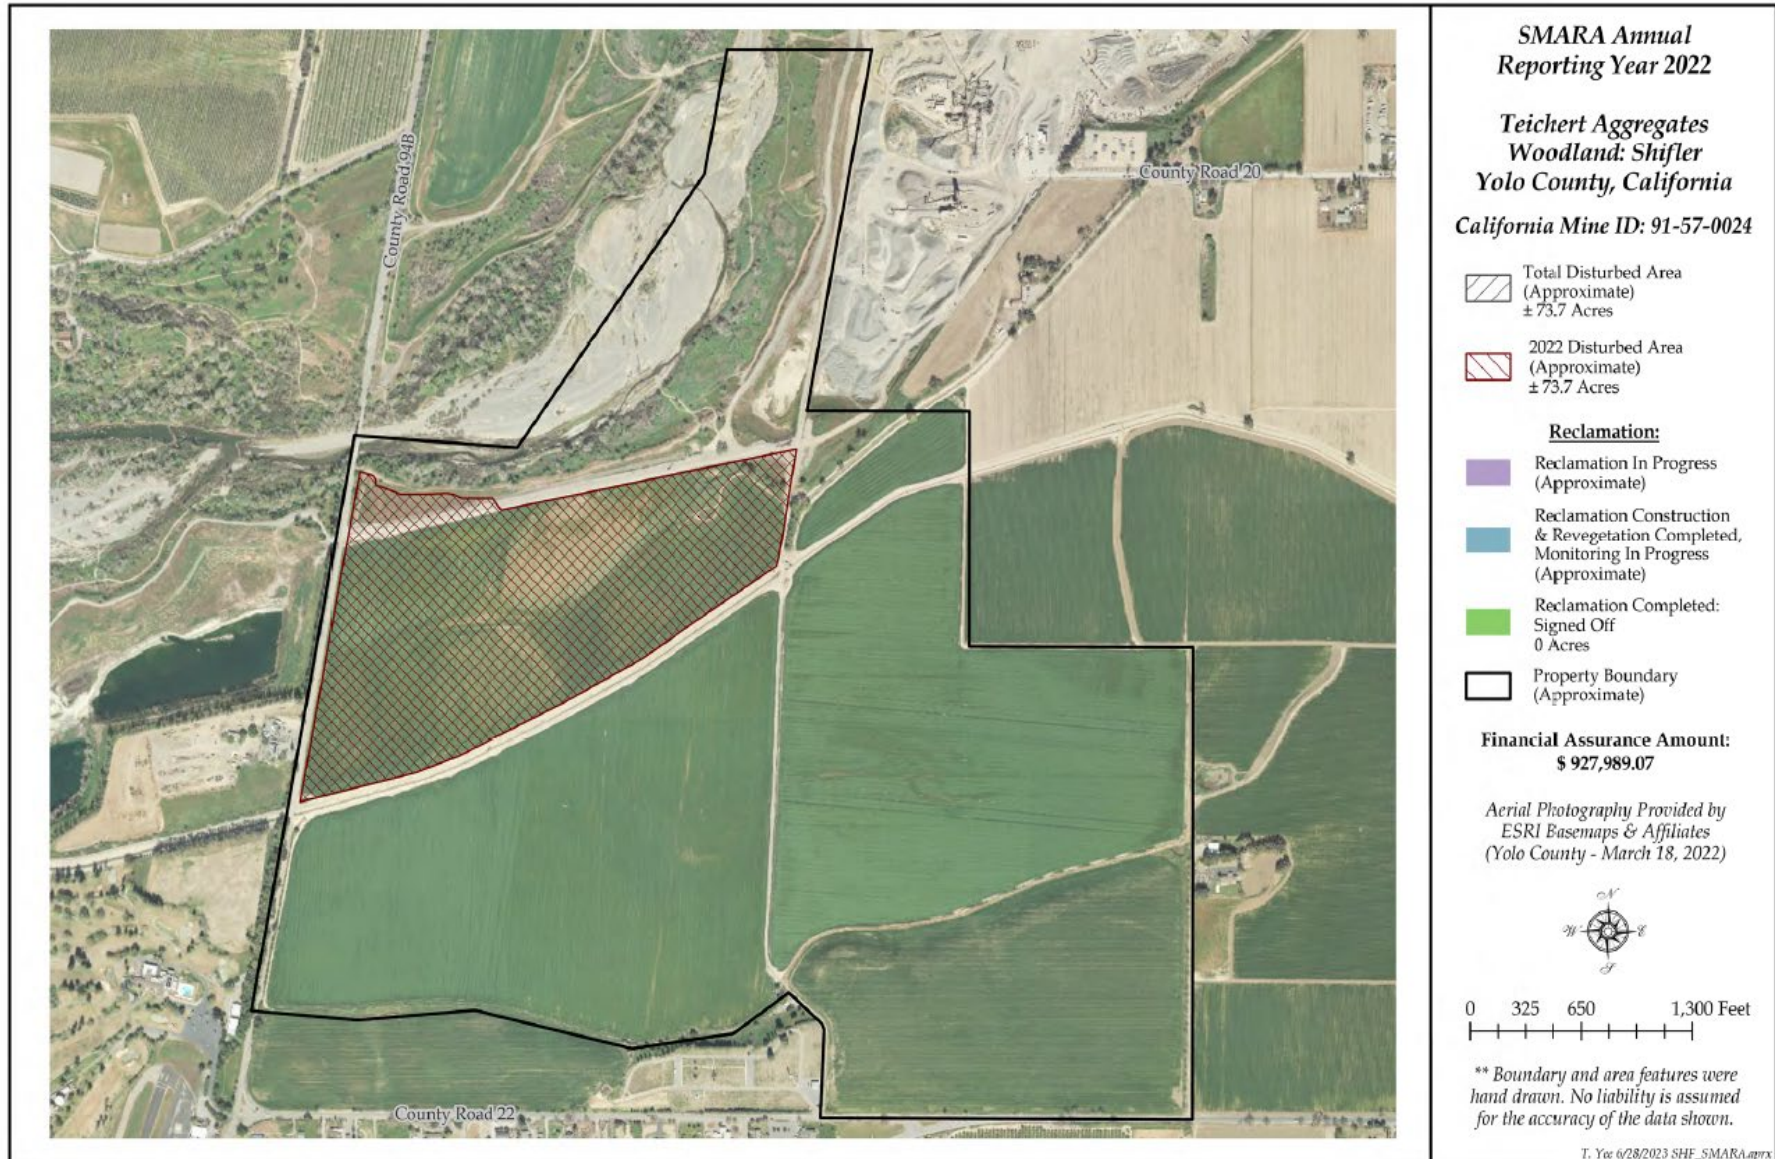 SMARA Annual
Reporting Year 2022
Teichert Aggregates
Woodland: Shifler
Yolo County, California
California Mine ID: 91-57-0024
Total Disturbed Area
(Approximate)
± 73.7 Acres
2022 Disturbed Area
(Approximate)
± 73.7 Acres
Reclamation:
Reclamation In Progress
(Approximate)
Reclamation Construction
& Revegetation Completed,
Monitoring In Progress
(Approximate)
Reclamation Completed:
Signed Off
0 Acres
Property Boundary
(Approximate)
Financial Assurance Amount:
$ 927,989.07
Aerial Photography Provided by
ESRI Basemaps & Affiliates
(Yolo County - March 18, 2022)
N
W E
S
0 325 650 1,300 Feet
** Boundary and area features were
hand drawn. No liability is assumed
for the accuracy of the data shown.
T. Yee 6/28/2023 SHF_SMARA.aprx
County Road 94B
County Road 20
County Road 22